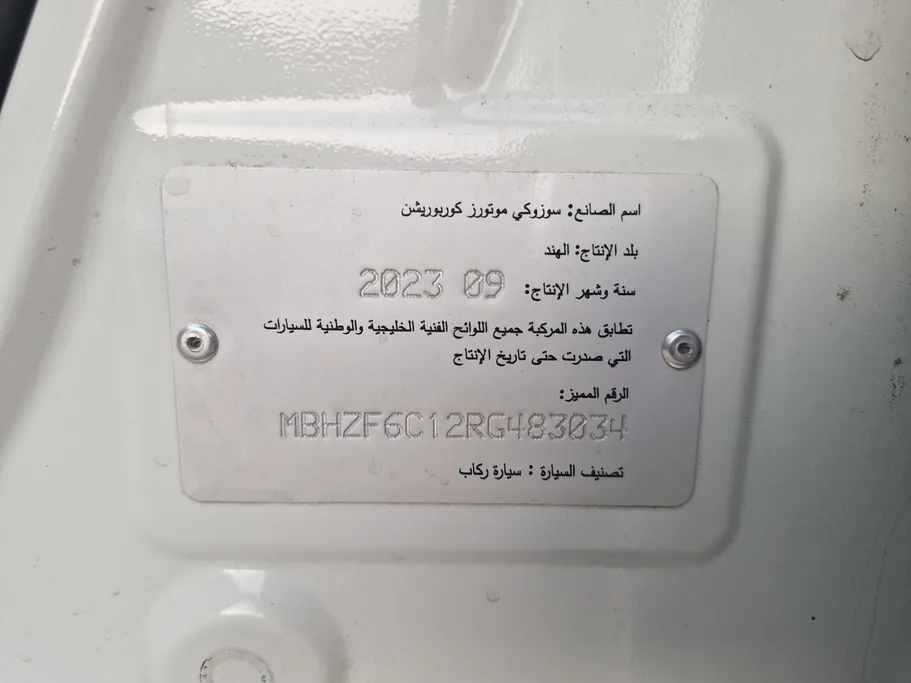 اسم الصانع: سوزوكي موتورز كوربوريشن
بلد الإنتاج: الهند
سنة وشهر الإنتاج: 2023 09
تطابق هذه المركبة جميع اللوائح الفنية الخليجية والوطنية للسيارات
التي صدرت حتى تاريخ الإنتاج
الرقم المميز:
MBHZF6C12RG483034
تصنيف السيارة : سيارة ركاب